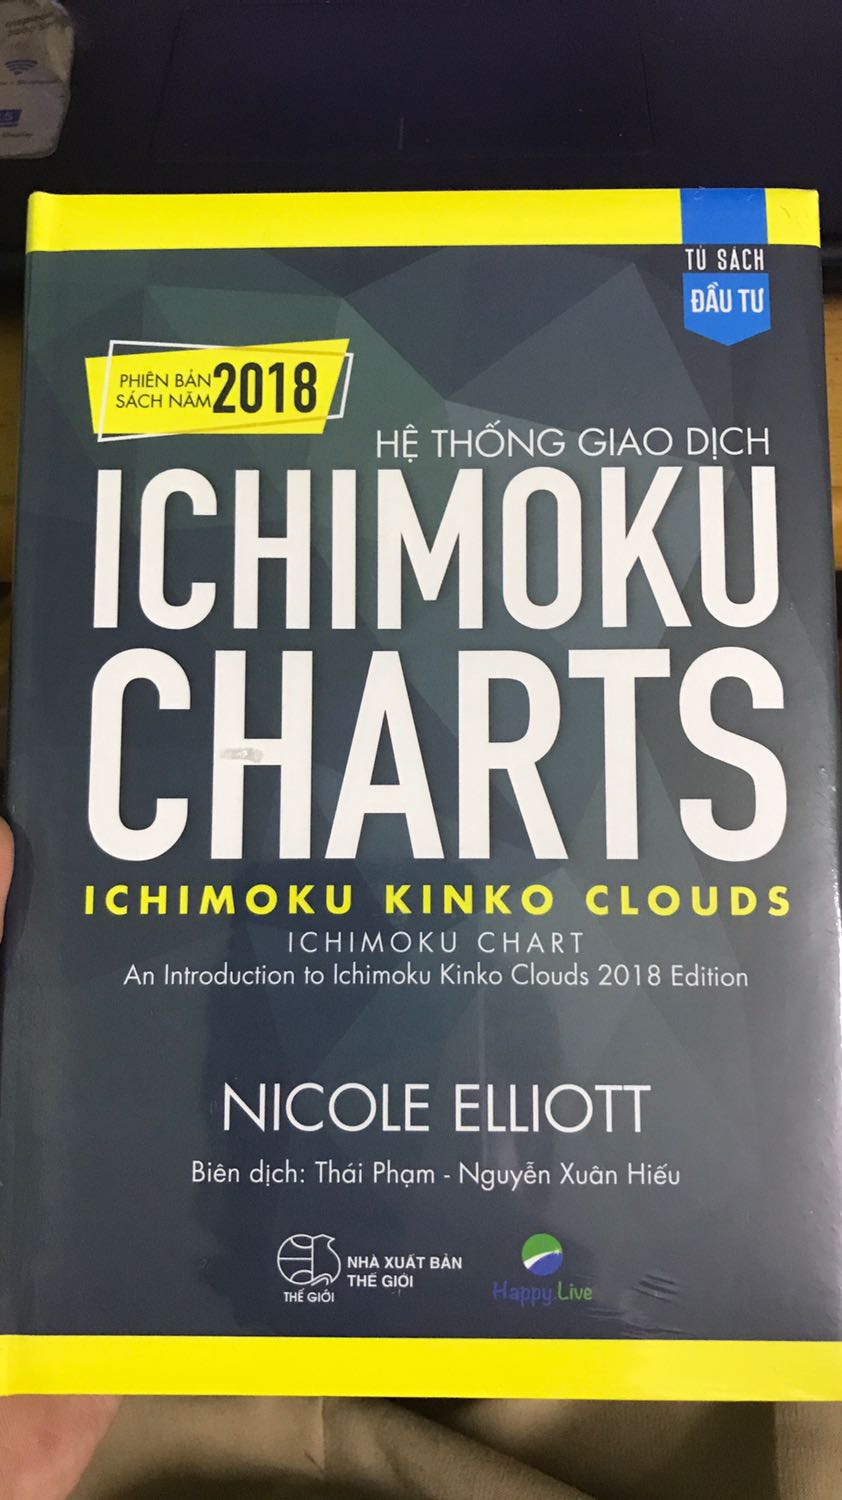 TỦ SÁCH
ĐẦU TƯ
PHIÊN BẢN
SÁCH NĂM 2018
HỆ THỐNG GIAO DỊCH
ICHIMOKU
CHARTS
ICHIMOKU KINKO CLOUDS
ICHIMOKU CHART
An Introduction to Ichimoku Kinko Clouds 2018 Edition
NICOLE ELLIOTT
Biên dịch: Thái Phạm - Nguyễn Xuân Hiếu
NHÀ XUẤT BẢN
THẾ GIỚI
THẾ GIỚI
Happy.Live